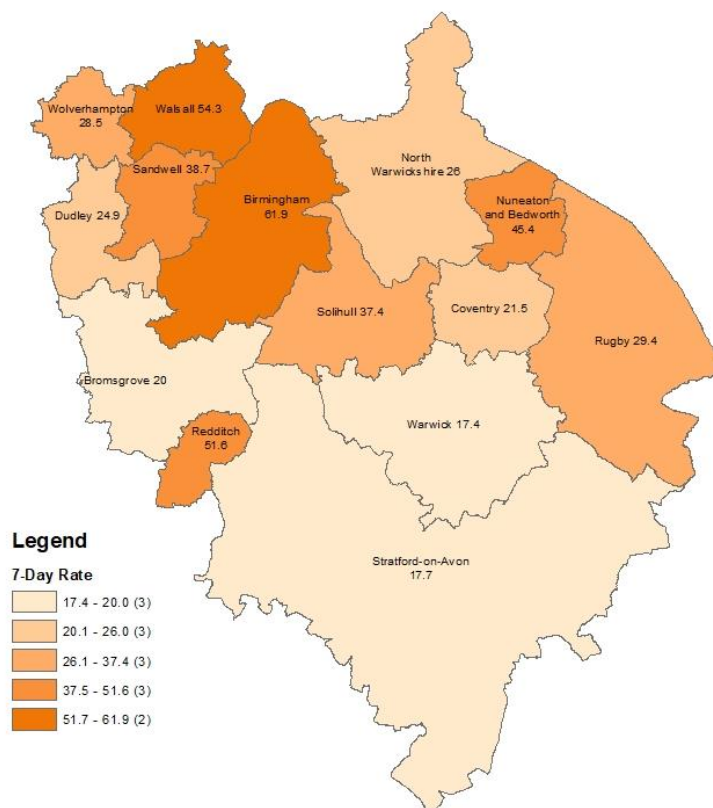 Wolverhampton
28.5
Walsall 54.3
Sandwell 38.7
North
Warwicks hire 26
Dudley 24.9
Birmingham
61.9
Nuneaton
and Bedworth
45.4
Solihull 37.4
Coventry 21.5
Rugby 29.4
Bromsgrove 20
Redditch
51.6
Warwick 17.4
Stratford-on-Avon
17.7
Legend
7-Day Rate
17.4 - 20.0 (3)
20.1 - 26.0 (3)
26.1 - 37.4 (3)
37.5 - 51.6 (3)
51.7 - 61.9 (2)